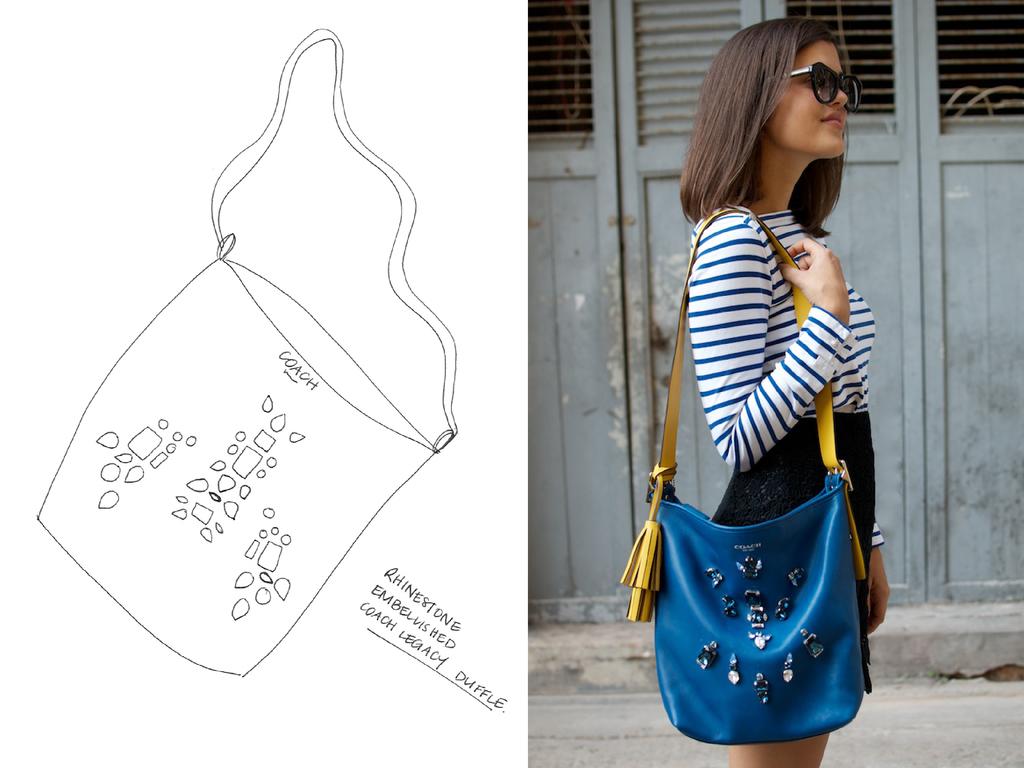 COACH
RHINESTONE
EMBELLISHED
COACH LEGACY DUFFLE.
COACH